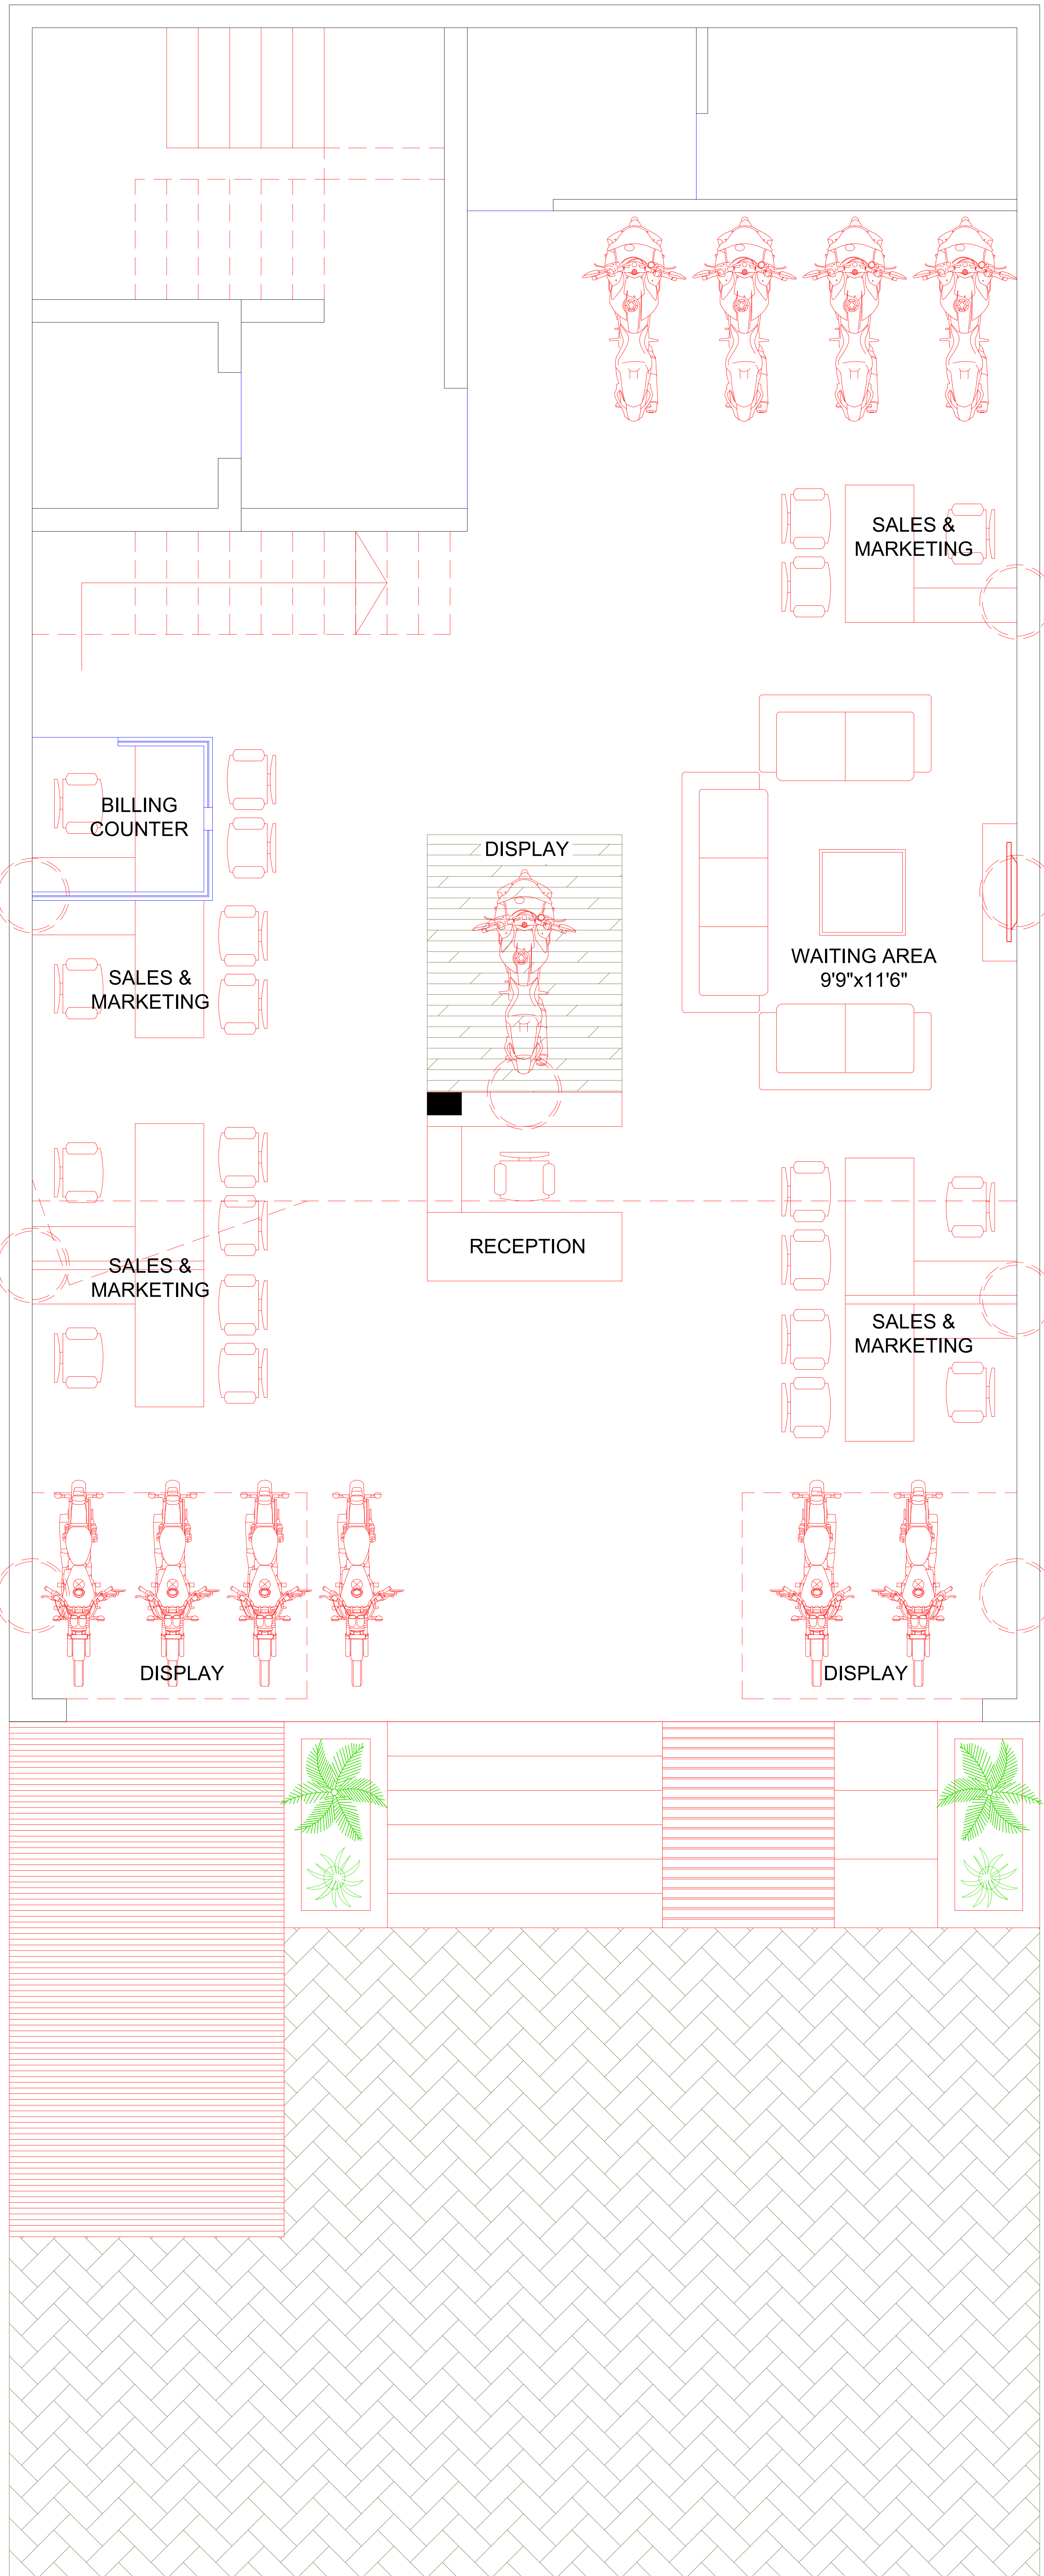 SALES &
MARKETING
BILLING
COUNTER
DISPLAY
WAITING AREA
9'9"x11'6"
SALES &
MARKETING
RECEPTION
SALES &
MARKETING
SALES &
MARKETING
DISPLAY
DISPLAY